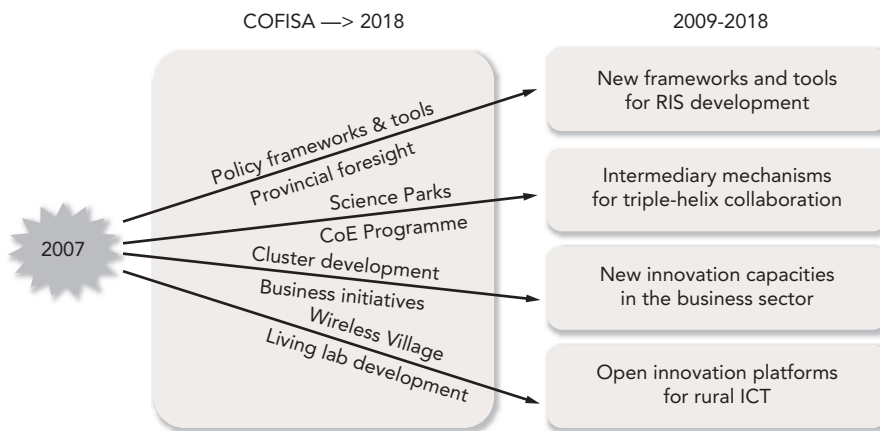 COFISA —> 2018
2009-2018
2007
Policy frameworks & tools
Provincial foresight
Science Parks
CoE Programme
Cluster development
Business initiatives
Wireless Village
Living lab development
New frameworks and tools
for RIS development
Intermediary mechanisms
for triple-helix collaboration
New innovation capacities
in the business sector
Open innovation platforms
for rural ICT